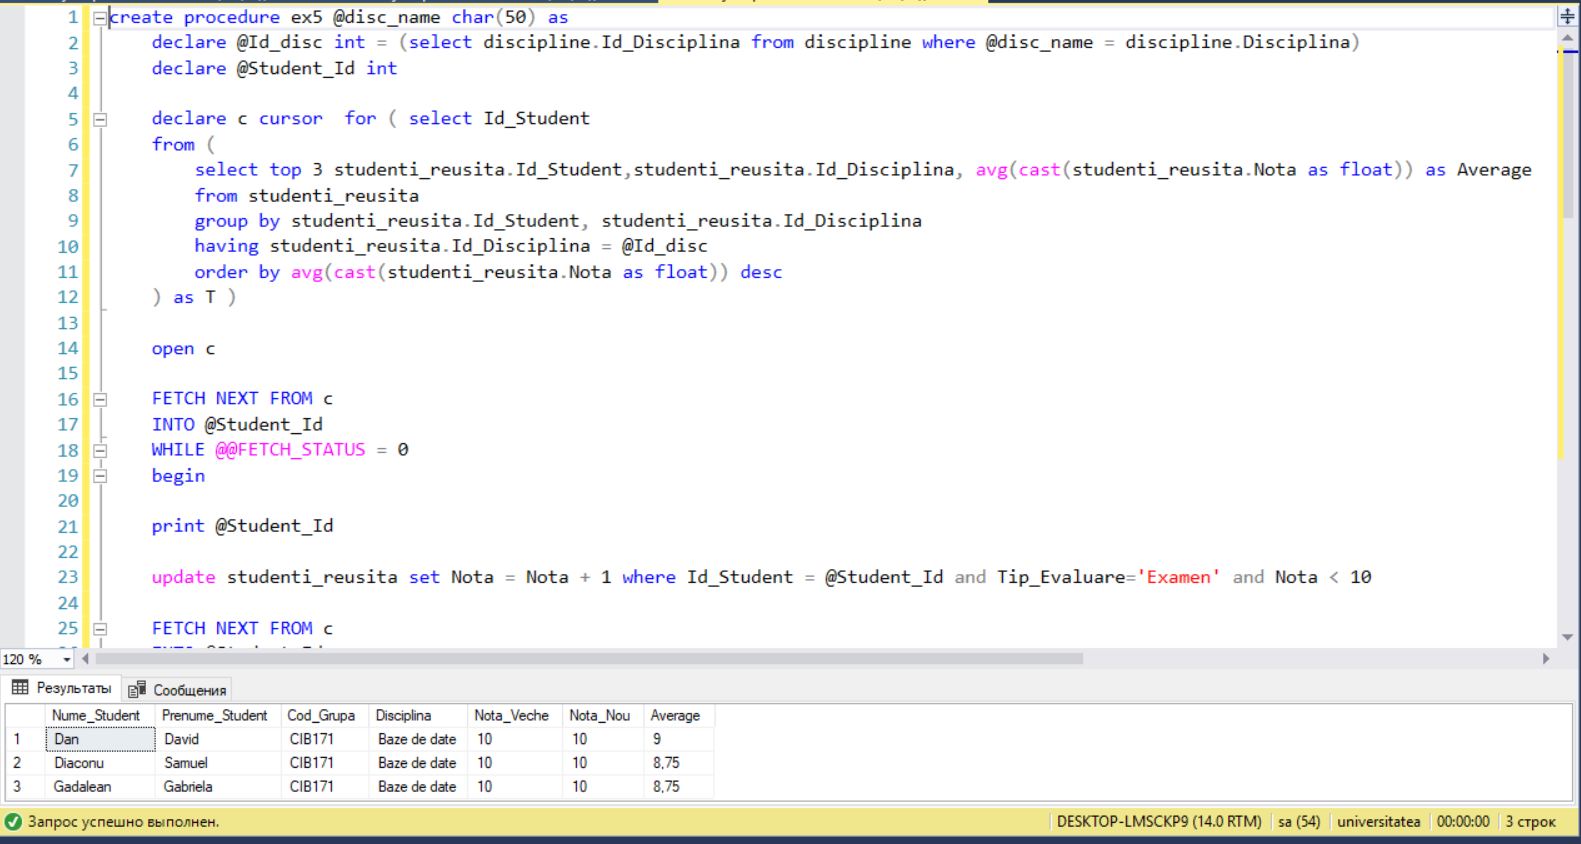 1 create procedure ex5 @disc_name char(50) as
2 declare @Id_disc int = (select discipline.Id_Disciplina from discipline where @disc_name = discipline.Disciplina)
3 declare @Student_Id int
4
5 declare c cursor  for ( select Id_Student
6 from (
7 select top 3 studenti_reusita.Id_Student,studenti_reusita.Id_Disciplina, avg(cast(studenti_reusita.Nota as float)) as Average
8 from studenti_reusita
9 group by studenti_reusita.Id_Student, studenti_reusita.Id_Disciplina
10 having studenti_reusita.Id_Disciplina = @Id_disc
11 order by avg(cast(studenti_reusita.Nota as float)) desc
12 ) as T )
13
14 open c
15
16 FETCH NEXT FROM c
17 INTO @Student_Id
18 WHILE @@FETCH_STATUS = 0
19 begin
20
21 print @Student_Id
22
23 update studenti_reusita set Nota = Nota + 1 where Id_Student = @Student_Id and Tip_Evaluare='Examen' and Nota < 10
24
25 FETCH NEXT FROM c
120 %
Результаты Сообщения
Nume_Student Prenume_Student Cod_Grupa Disciplina Nota_Veche Nota_Nou Average
1 Dan David CIB171 Baze de date 10 10 9
2 Diaconu Samuel CIB171 Baze de date 10 10 8,75
3 Gadalean Gabriela CIB171 Baze de date 10 10 8,75
Запрос успешно выполнен. DESKTOP-LMSCKP9 (14.0 RTM) sa (54) universitatea 00:00:00 3 строк